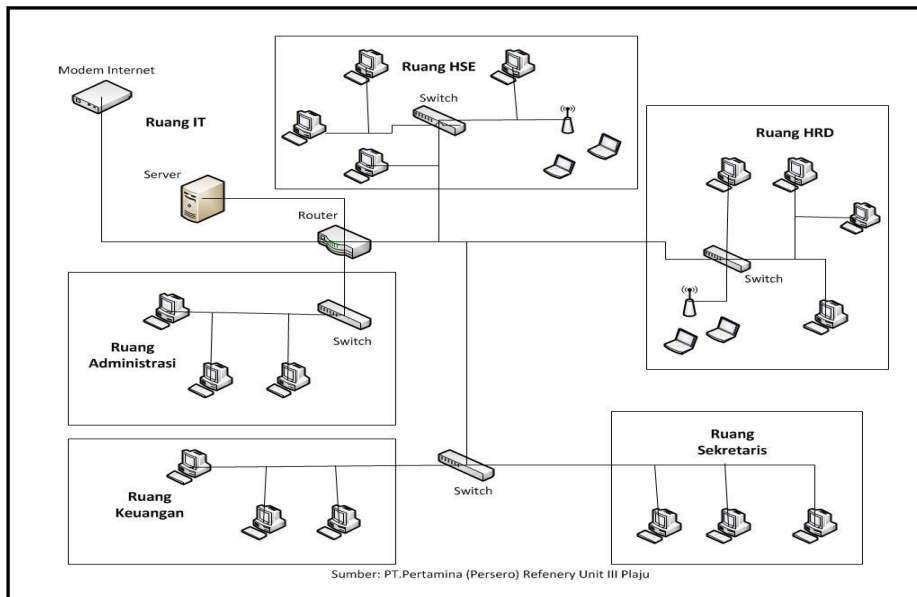 Modem Internet
Ruang IT
Ruang HSE
Switch
Ruang HRD
Server
Router
Switch
Switch
Ruang
Administrasi
Ruang
Sekretaris
Switch
Ruang
Keuangan
Sumber: PT.Pertamina (Persero) Refenery Unit III Plaju